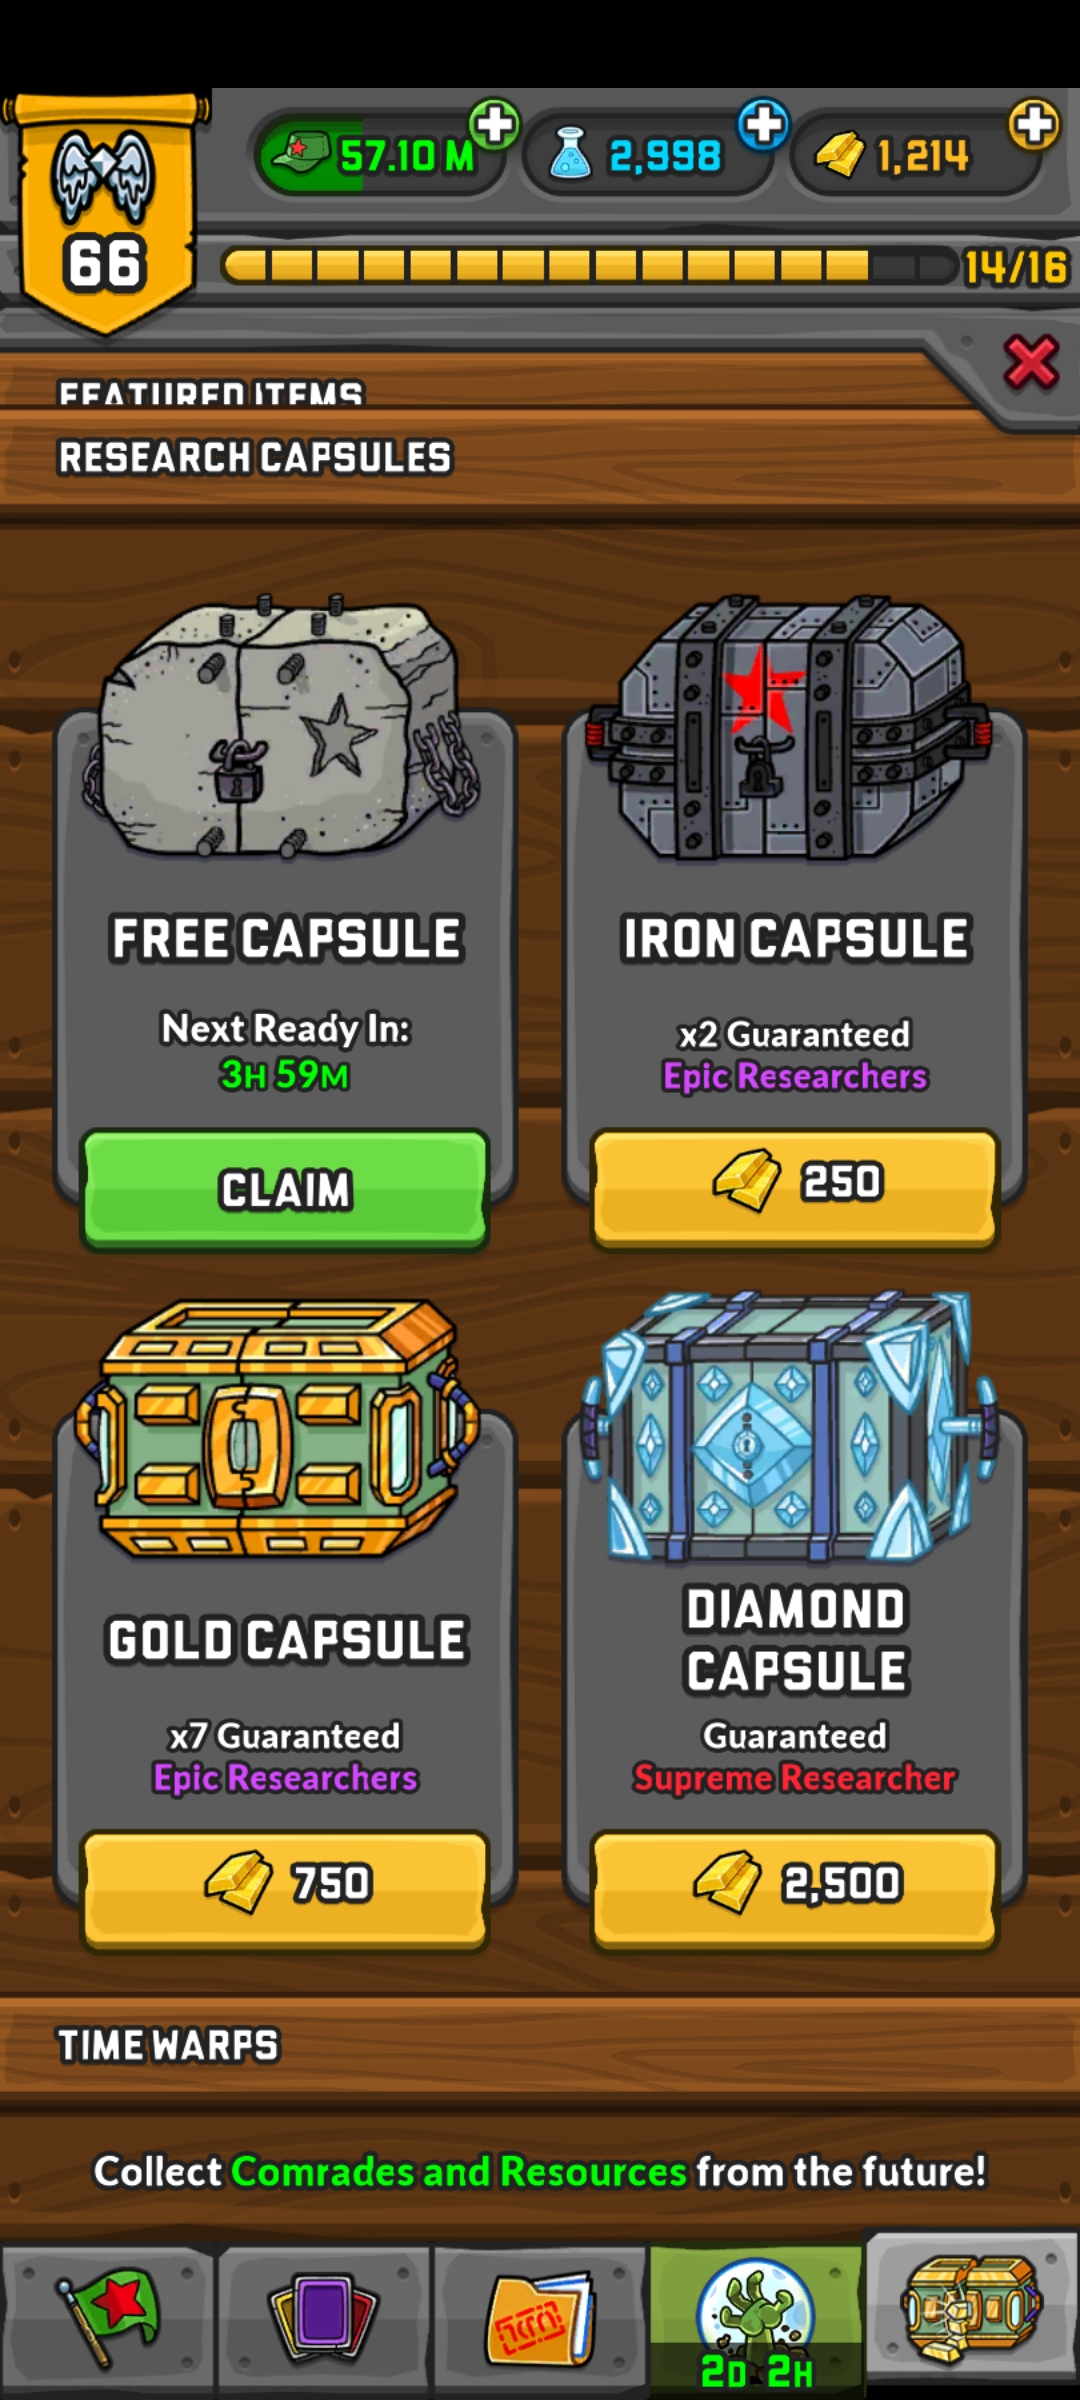 57.10 M
2,998
1,214
66
14/16
FEATURED ITEMS
RESEARCH CAPSULES
FREE CAPSULE
Next Ready In:
3H 59M
CLAIM
IRON CAPSULE
x2 Guaranteed
Epic Researchers
250
GOLD CAPSULE
x7 Guaranteed
Epic Researchers
750
DIAMOND
CAPSULE
Guaranteed
Supreme Researcher
2,500
TIME WARPS
Collect Comrades and Resources from the future!
2D 2H